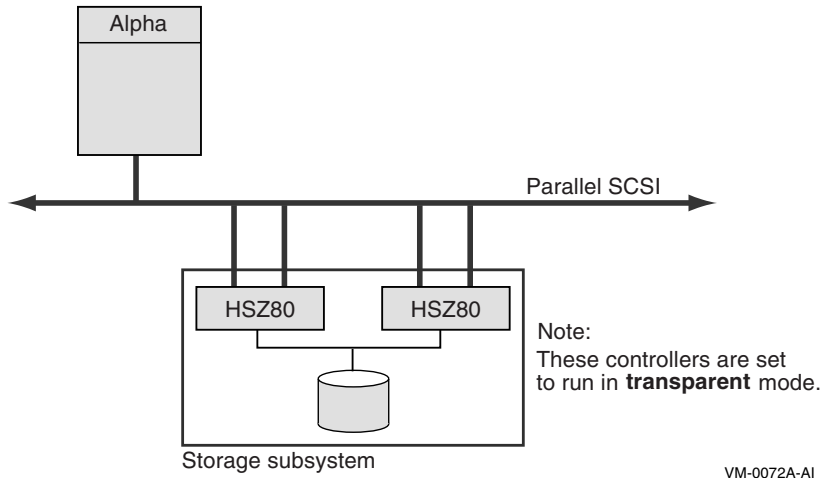 Alpha
Parallel SCSI
HSZ80
HSZ80
Note:
These controllers are set
to run in transparent mode.
Storage subsystem
VM-0072A-AI